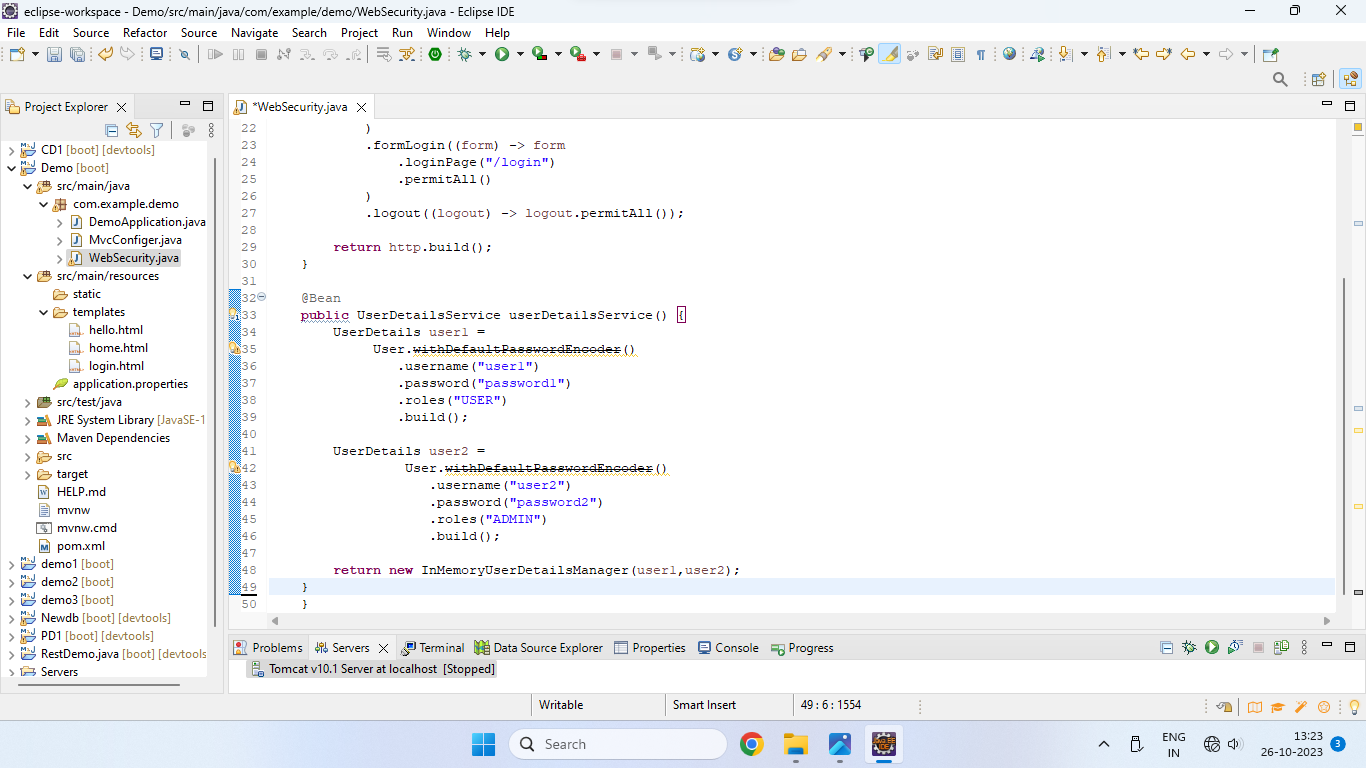 eclipse-workspace - Demo/src/main/java/com/example/demo/WebSecurity.java - Eclipse IDE
File Edit Source Refactor Source Navigate Search Project Run Window Help
Project Explorer
CD1 [boot] [devtools]
Demo [boot]
src/main/java
com.example.demo
DemoApplication.java
MvcConfiger.java
WebSecurity.java
src/main/resources
static
templates
hello.html
home.html
login.html
application.properties
src/test/java
JRE System Library [JavaSE-1
Maven Dependencies
src
target
HELP.md
mvnw
mvnw.cmd
pom.xml
demo1 [boot]
demo2 [boot]
demo3 [boot]
Newdb [boot] [devtools]
PD1 [boot] [devtools]
RestDemo.java [boot] [devtools
Servers
*WebSecurity.java
22 )
23 .formLogin((form) -> form
24 .loginPage("/login")
25 .permitAll()
26 )
27 .logout((logout) -> logout.permitAll());
28
29 return http.build();
30 }
31
32 @Bean
33 public UserDetailsService userDetailsService() {
34 UserDetails user1 =
35 User.withDefaultPasswordEncoder()
36 .username("user1")
37 .password("password1")
38 .roles("USER")
39 .build();
40
41 UserDetails user2 =
42 User.withDefaultPasswordEncoder()
43 .username("user2")
44 .password("password2")
45 .roles("ADMIN")
46 .build();
47
48 return new InMemoryUserDetailsManager(user1,user2);
49 }
50 }
Problems Servers Terminal Data Source Explorer Properties Console Progress
Tomcat v10.1 Server at localhost [Stopped]
Writable Smart Insert 49 : 6 : 1554
Search
ENG
IN
13:23
26-10-2023
3